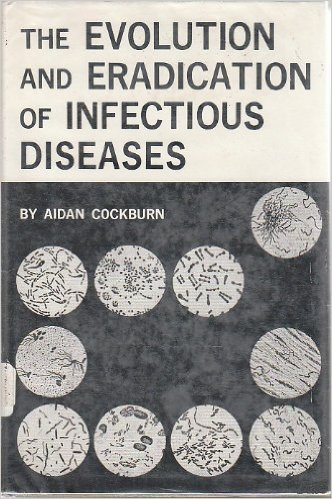 THE EVOLUTION
AND ERADICATION
OF INFECTIOUS
DISEASES
BY AIDAN COCKBURN